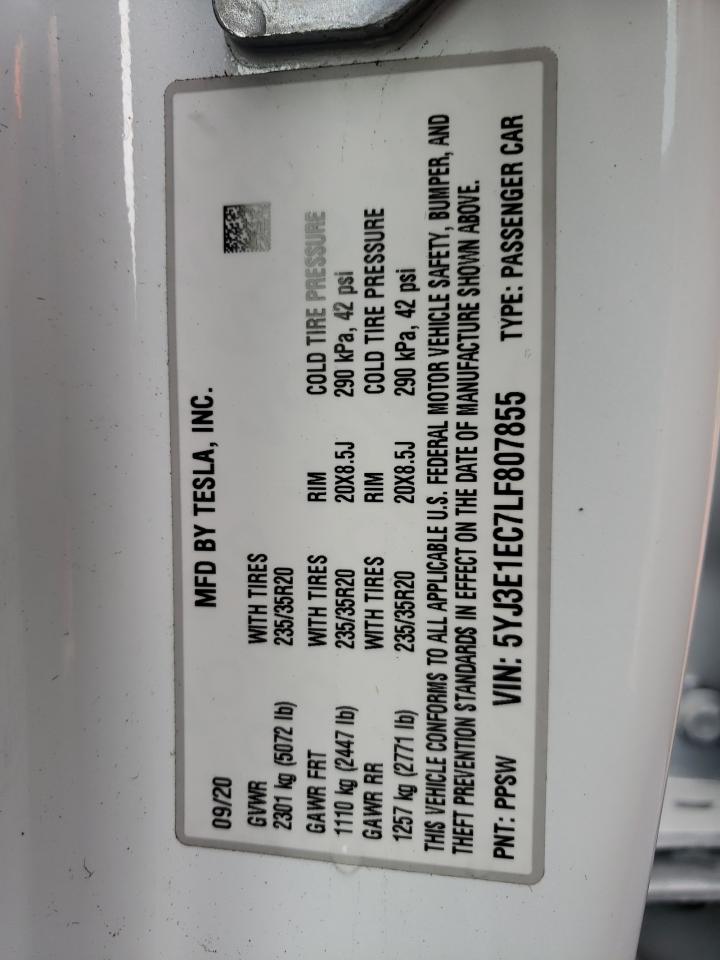 MFD BY TESLA, INC.
09/20
GVWR WITH TIRES
2301 kg (5072 lb) 235/35R20
GAWR FRT WITH TIRES RIM COLD TIRE PRESSURE
1110 kg (2447 lb) 235/35R20 20X8.5J 290 kPa, 42 psi
GAWR RR WITH TIRES RIM COLD TIRE PRESSURE
1257 kg (2771 lb) 235/35R20 20X8.5J 290 kPa, 42 psi
THIS VEHICLE CONFORMS TO ALL APPLICABLE U.S. FEDERAL MOTOR VEHICLE SAFETY, BUMPER, AND
THEFT PREVENTION STANDARDS IN EFFECT ON THE DATE OF MANUFACTURE SHOWN ABOVE.
PNT: PPSW VIN: 5YJ3E1EC7LF807855 TYPE: PASSENGER CAR